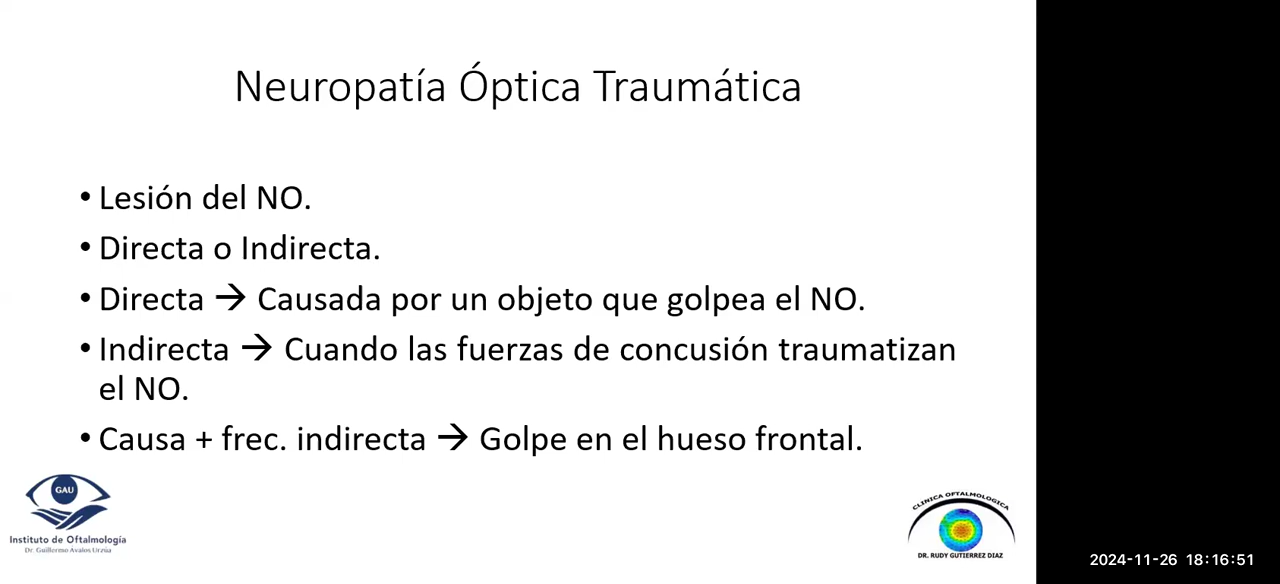 Neuropatía Óptica Traumática
• Lesión del NO.
• Directa o Indirecta.
• Directa → Causada por un objeto que golpea el NO.
• Indirecta → Cuando las fuerzas de concusión traumatizan
el NO.
• Causa + frec. indirecta → Golpe en el hueso frontal.
GAU
Instituto de Oftalmología
Dr. Guillermo Avalos Urzúa
CLINICA OFTALMOLOGICA
DR. RUDY GUTIERREZ DIAZ
2024-11-26 18:16:51